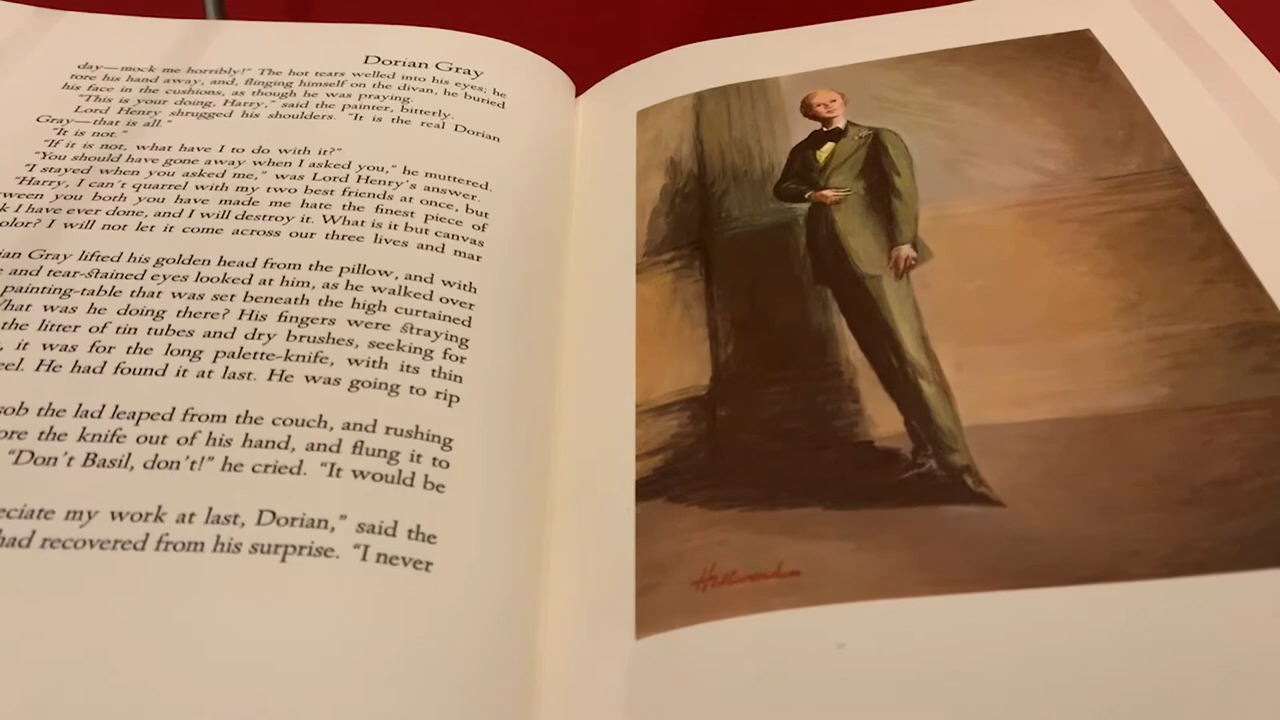 Dorian Gray
day—mock me horribly!" The hot tears welled into his eyes; he
tore his hand away, and, flinging himself on the divan, he buried
his face in the cushions, as though he was praying.
"This is your doing, Harry," said the painter, bitterly.
Lord Henry shrugged his shoulders. "It is the real Dorian
Gray—that is all."
"It is not."
"If it is not, what have I to do with it?"
"You should have gone away when I asked you," he muttered.
"I stayed when you asked me," was Lord Henry's answer.
"Harry, I can't quarrel with my two best friends at once, but
ween you both you have made me hate the finest piece of
k I have ever done, and I will destroy it. What is it but canvas
olor? I will not let it come across our three lives and mar
ian Gray lifted his golden head from the pillow, and with
and tear-stained eyes looked at him, as he walked over
painting-table that was set beneath the high curtained
What was he doing there? His fingers were straying
the litter of tin tubes and dry brushes, seeking for
, it was for the long palette-knife, with its thin
eel. He had found it at last. He was going to rip
sob the lad leaped from the couch, and rushing
ore the knife out of his hand, and flung it to
"Don't Basil, don't!" he cried. "It would be
eciate my work at last, Dorian," said the
had recovered from his surprise. "I never